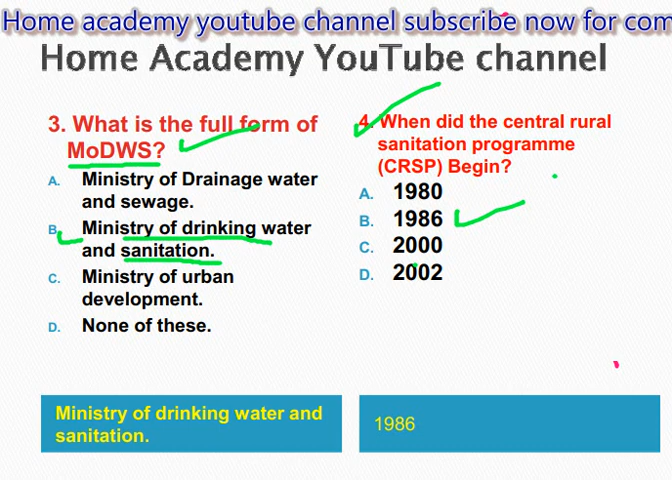 Home academy youtube channel subscribe now for com
Home Academy YouTube channel
3. What is the full form of
MoDWS?
A. Ministry of Drainage water
and sewage.
B. Ministry of drinking water
and sanitation.
C. Ministry of urban
development.
D. None of these.
4. When did the central rural
sanitation programme
(CRSP) Begin?
A. 1980
B. 1986
C. 2000
D. 2002
Ministry of drinking water and
sanitation.
1986